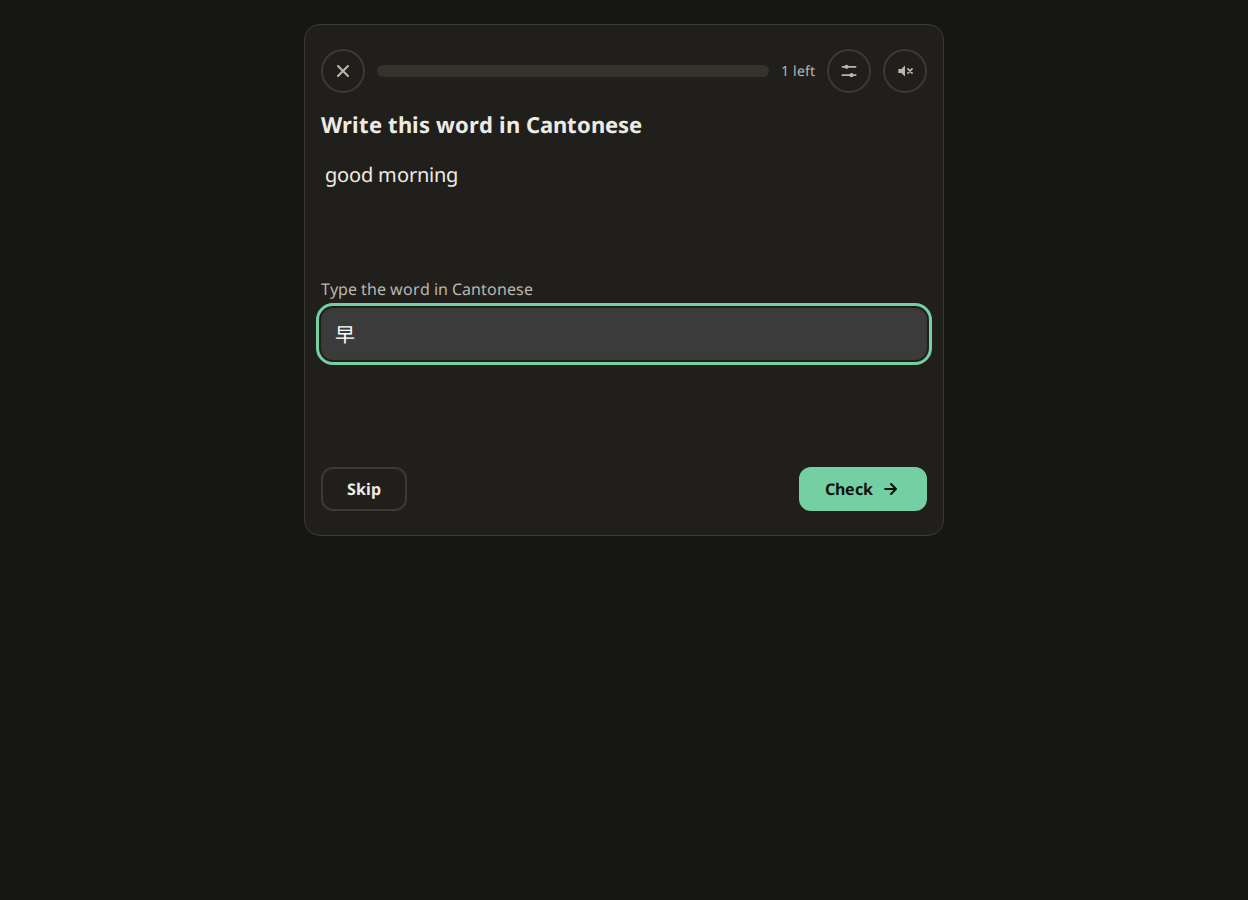 1 left
Write this word in Cantonese
good morning
Type the word in Cantonese
早
Skip
Check